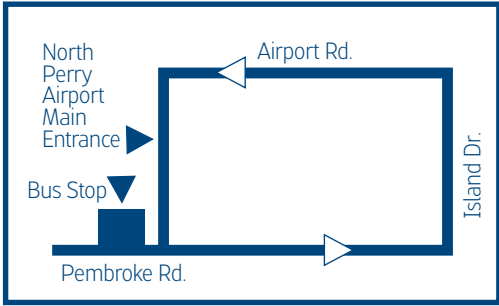 North
Perry
Airport
Main
Entrance
Airport Rd.
Bus Stop
Island Dr.
Pembroke Rd.